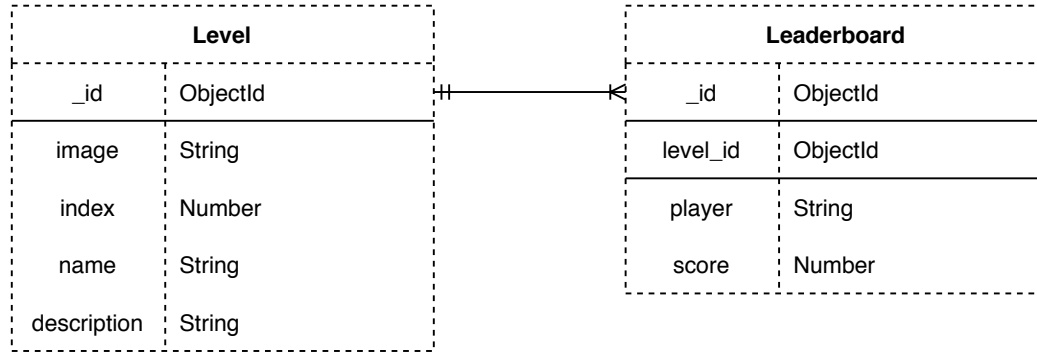 Level
_id ObjectId
image String
index Number
name String
description String
Leaderboard
_id ObjectId
level_id ObjectId
player String
score Number